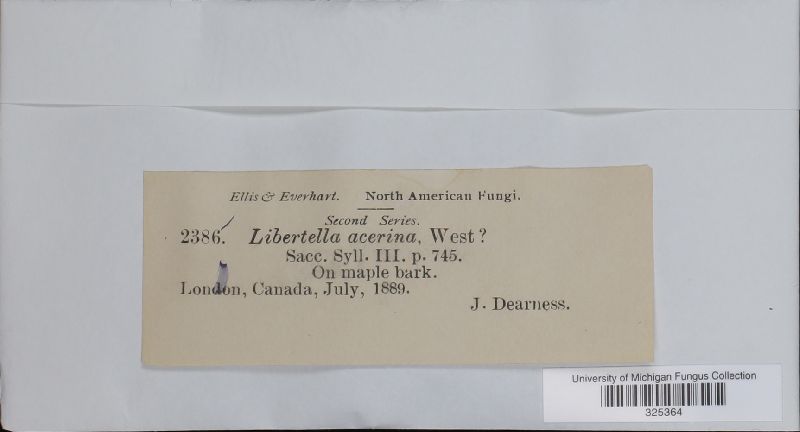 Ellis & Everhart. North American Fungi.
Second Series.
2386. Libertella acerina, West?
Sacc. Syll. III. p. 745.
On maple bark.
London, Canada, July, 1889.
J. Dearness.
University of Michigan Fungus Collection
325364